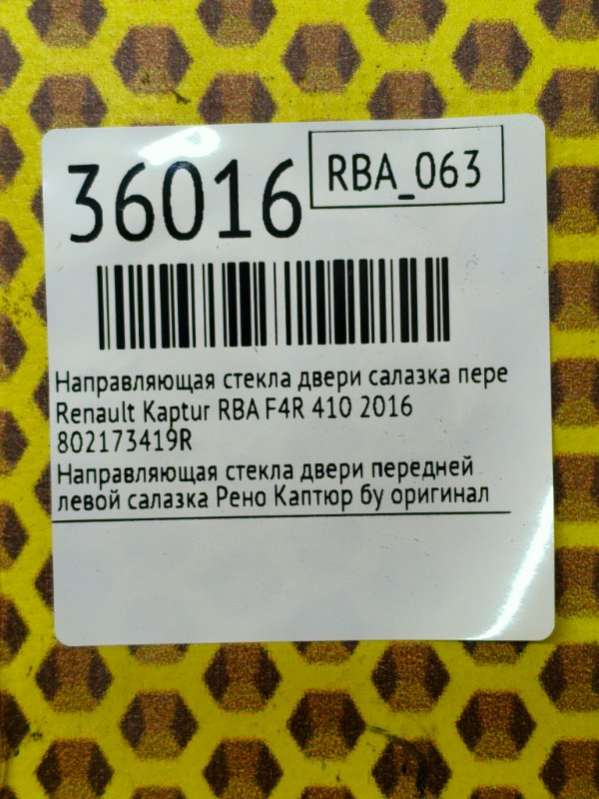 36016
RBA_063
Направляющая стекла двери салазка пере
Renault Kaptur RBA F4R 410 2016
802173419R
Направляющая стекла двери передней
левой салазка Рено Каптюр бу оригинал